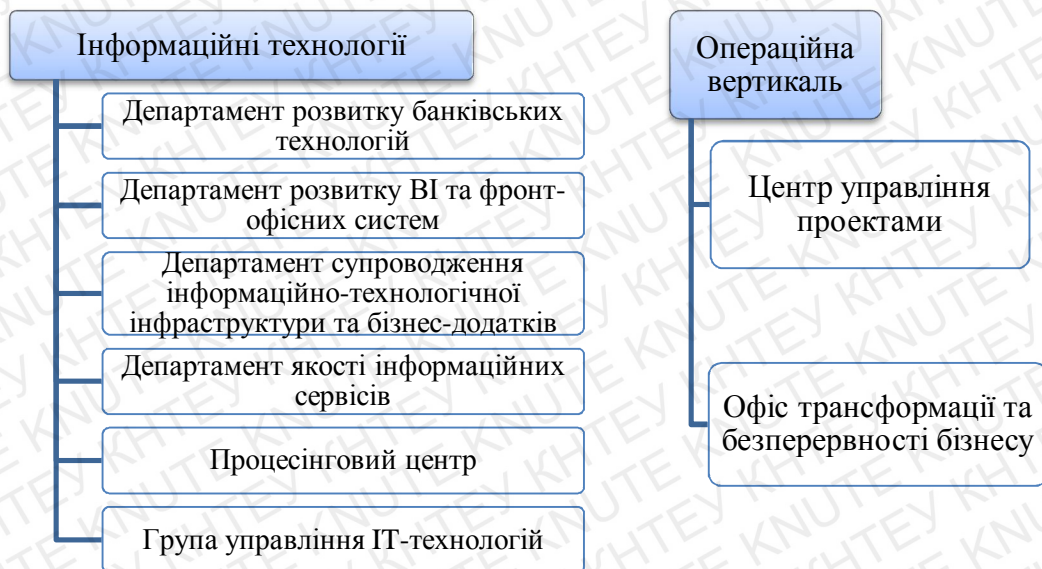 Інформаційні технології
Департамент розвитку банківських
технологій
Департамент розвитку BI та фронт-
офісних систем
Департамент супроводження
інформаційно-технологічної
інфраструктури та бізнес-додатків
Департамент якості інформаційних
сервісів
Процесінговий центр
Група управління ІТ-технологій
Операційна
вертикаль
Центр управління
проектами
Офіс трансформації та
безперервності бізнесу